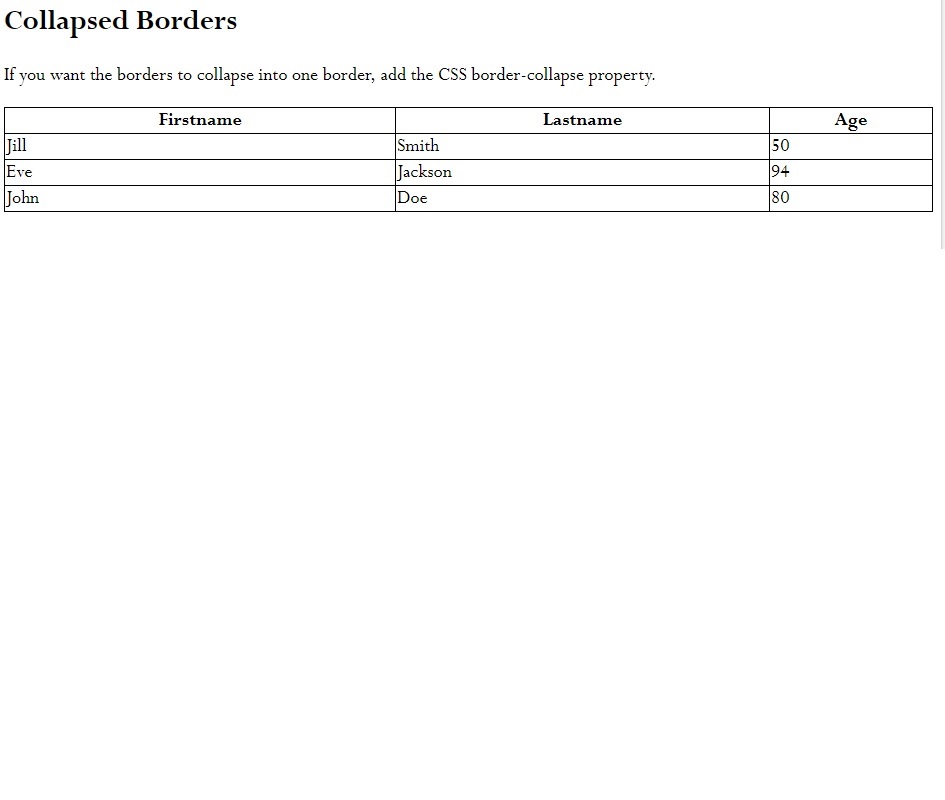 Collapsed Borders
If you want the borders to collapse into one border, add the CSS border-collapse property.
Firstname Lastname Age
Jill Smith 50
Eve Jackson 94
John Doe 80